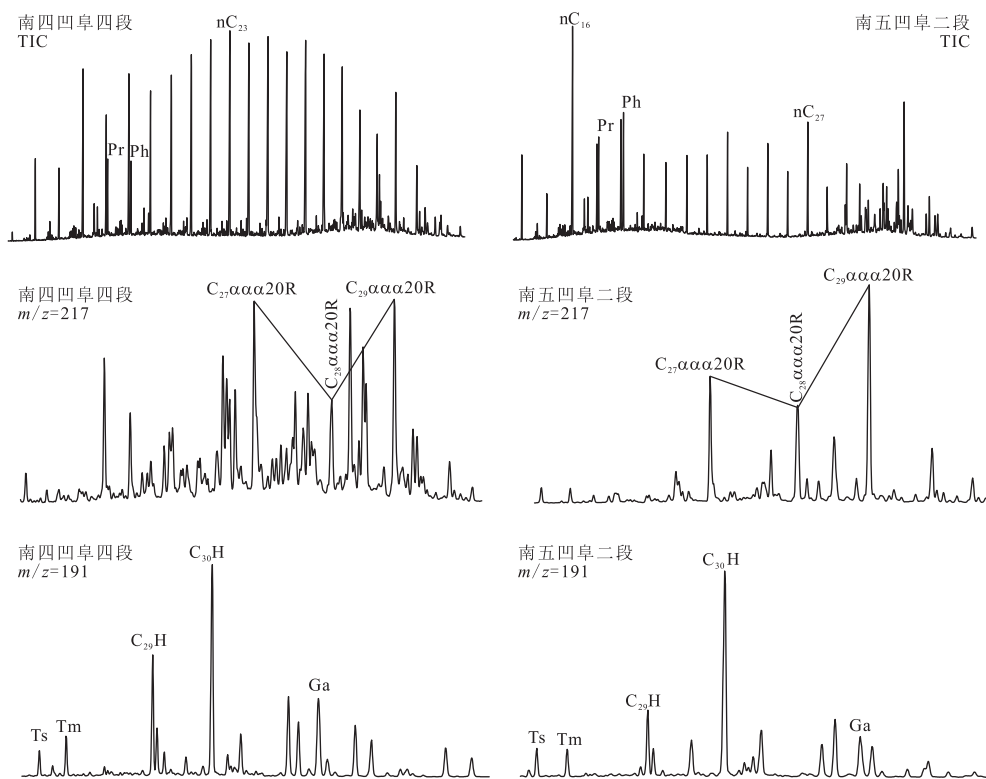 南四凹阜四段
TIC
nC₂₃
Pr
Ph
南五凹阜二段
TIC
nC₁₆
Pr
Ph
nC₂₇
南四凹阜四段
m/z=217
C₂₇ααα20R
C₂₈ααα20R
C₂₉ααα20R
南五凹阜二段
m/z=217
C₂₇ααα20R
C₂₈ααα20R
C₂₉ααα20R
南四凹阜四段
m/z=191
Ts
Tm
C₂₉H
C₃₀H
Ga
南五凹阜二段
m/z=191
Ts
Tm
C₂₉H
C₃₀H
Ga